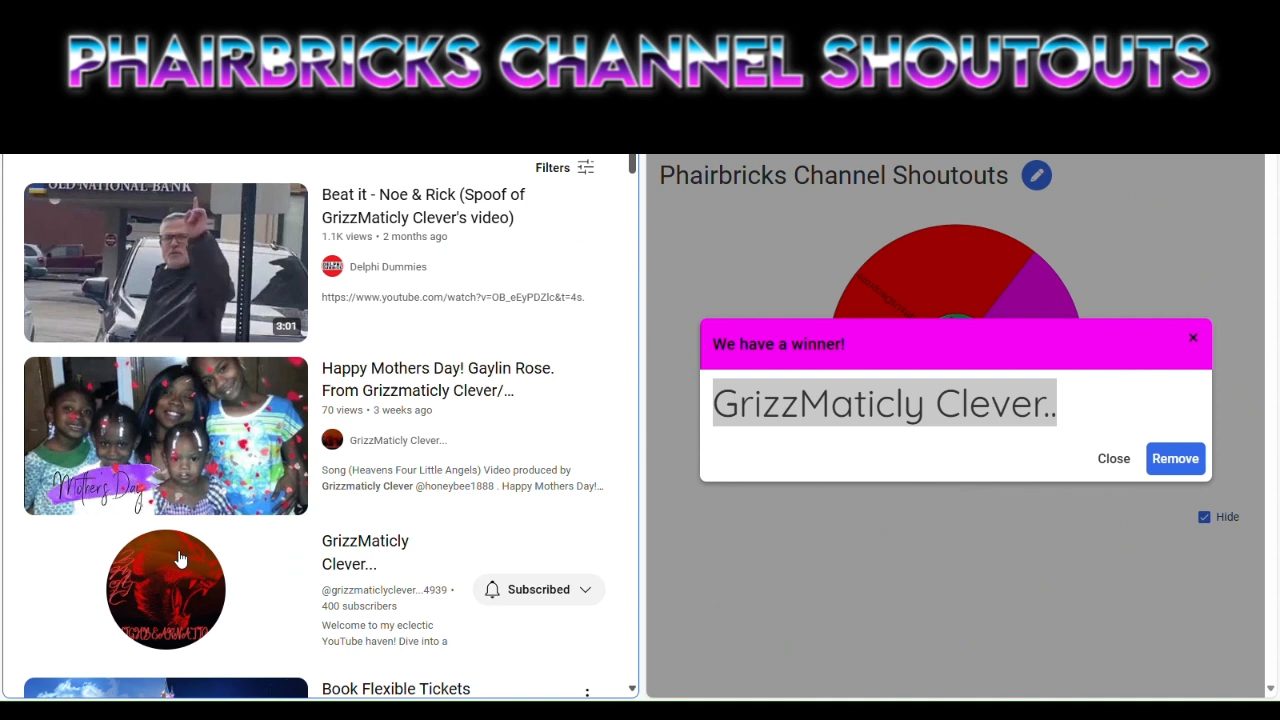 PHAIRBRICKS CHANNEL SHOUTOUTS
Filters
OLD NATIONAL BANK
3:01
Beat it - Noe & Rick (Spoof of
GrizzMaticly Clever's video)
1.1K views • 2 months ago
Delphi Dummies
https://www.youtube.com/watch?v=OB_eEyPDZlc&t=4s.
Mother's Day
Happy Mothers Day! Gaylin Rose.
From Grizzmaticly Clever/...
70 views • 3 weeks ago
GrizzMaticly Clever...
Song (Heavens Four Little Angels) Video produced by
Grizzmaticly Clever @honeybee1888 . Happy Mothers Day!...
GrizzMaticly
Clever...
@grizzmaticlyclever...4939 •
400 subscribers
Welcome to my eclectic
YouTube haven! Dive into a
Subscribed
Book Flexible Tickets
Phairbricks Channel Shoutouts
We have a winner!
×
GrizzMaticly Clever..
Close
Remove
Hide